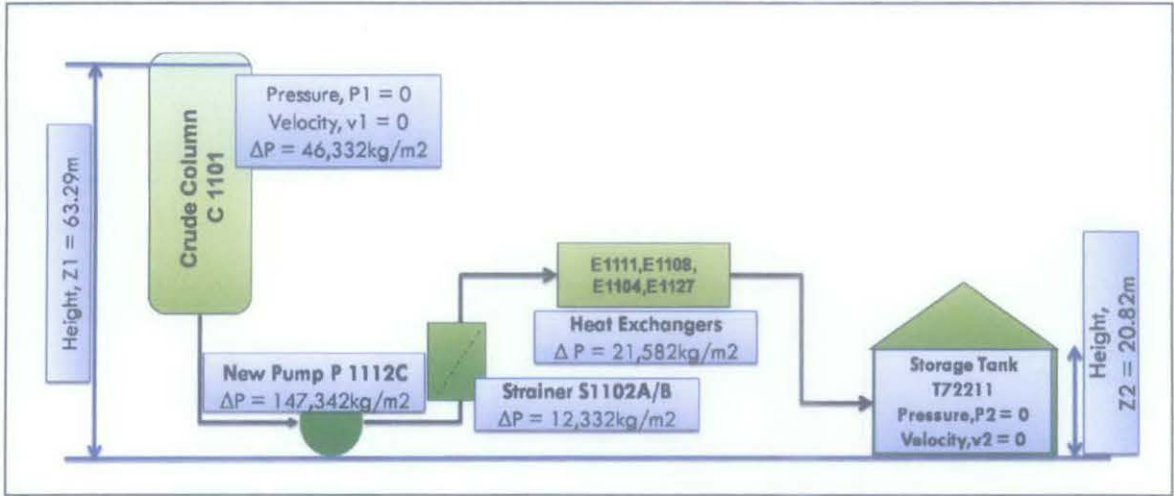 Height, Z1 = 63.29m
Crude Column
C 1101
Pressure, P1 = 0
Velocity, v1 = 0
ΔP = 46,332kg/m2
New Pump P 1112C
ΔP = 147,342kg/m2
Strainer S1102A/B
ΔP = 12,332kg/m2
E1111,E1108,
E1104,E1127
Heat Exchangers
Δ P = 21,582kg/m2
Storage Tank
T72211
Pressure,P2 = 0
Velocity,v2 = 0
Height,
Z2 = 20.82m